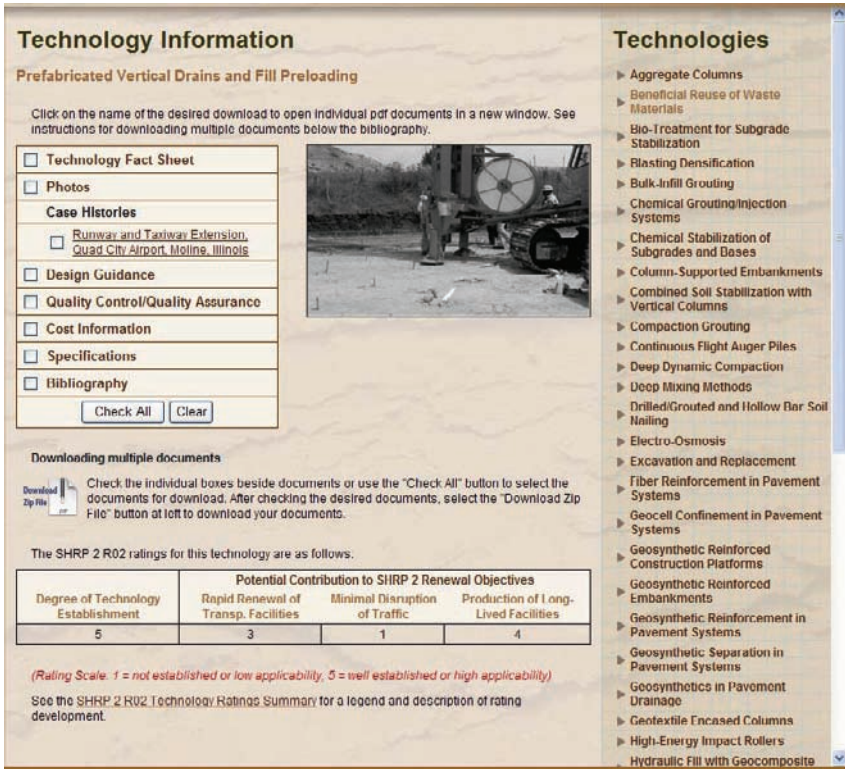 Technology Information
Prefabricated Vertical Drains and Fill Preloading
Click on the name of the desired download to open individual pdf documents in a new window. See
instructions for downloading multiple documents below the bibliography.
Technology Fact Sheet
Photos
Case Histories
Runway and Taxiway Extension,
Quad City Airport, Moline, Illinois
Design Guidance
Quality Control/Quality Assurance
Cost Information
Specifications
Bibliography
Check All Clear
Downloading multiple documents
Download
Zip File
ZIP
Check the individual boxes beside documents or use the "Check All" button to select the
documents for download. After checking the desired documents, select the "Download Zip
File" button at left to download your documents.
The SHRP 2 R02 ratings for this technology are as follows:
Degree of Technology
Establishment
Potential Contribution to SHRP 2 Renewal Objectives
Rapid Renewal of
Transp. Facilities
Minimal Disruption
of Traffic
Production of Long-
Lived Facilities
5 3 1 4
(Rating Scale: 1 = not established or low applicability, 5 = well established or high applicability)
See the SHRP 2 R02 Technology Ratings Summary for a legend and description of rating
development.
Technologies
Aggregate Columns
Beneficial Reuse of Waste
Materials
Bio-Treatment for Subgrade
Stabilization
Blasting Densification
Bulk-Infill Grouting
Chemical Grouting/Injection
Systems
Chemical Stabilization of
Subgrades and Bases
Column-Supported Embankments
Combined Soil Stabilization with
Vertical Columns
Compaction Grouting
Continuous Flight Auger Piles
Deep Dynamic Compaction
Deep Mixing Methods
Drilled/Grouted and Hollow Bar Soil
Nailing
Electro-Osmosis
Excavation and Replacement
Fiber Reinforcement in Pavement
Systems
Geocell Confinement in Pavement
Systems
Geosynthetic Reinforced
Construction Platforms
Geosynthetic Reinforced
Embankments
Geosynthetic Reinforcement in
Pavement Systems
Geosynthetic Separation in
Pavement Systems
Geosynthetics in Pavement
Drainage
Geotextile Encased Columns
High-Energy Impact Rollers
Hydraulic Fill with Geocomposite